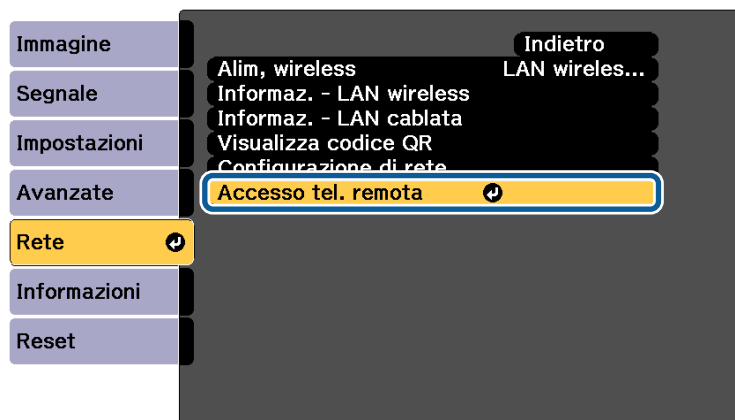 Immagine
Segnale
Impostazioni
Avanzate
Rete
Informazioni
Reset
Indietro
Alim, wireless LAN wireles...
Informaz. - LAN wireless
Informaz. - LAN cablata
Visualizza codice QR
Configurazione di rete
Accesso tel. remota